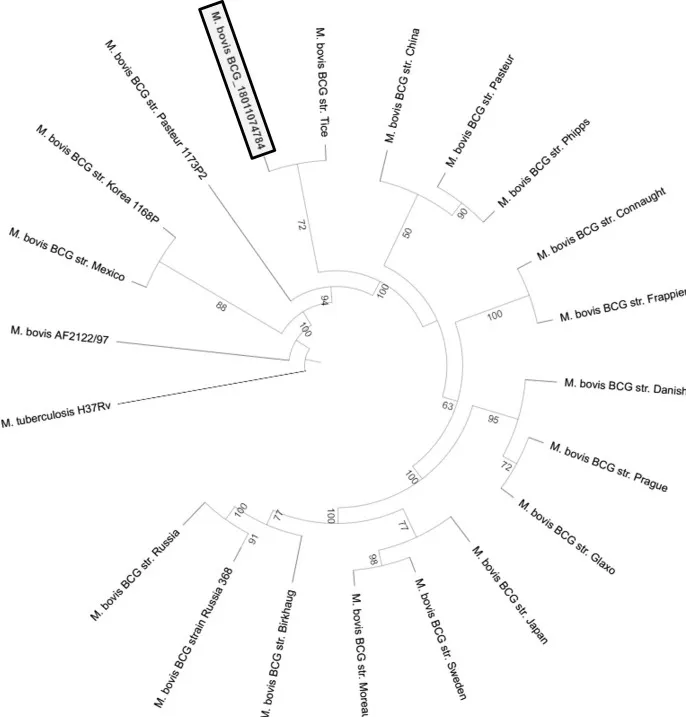 M. bovis BCG_18011074784
M. bovis BCG str. Tice
M. bovis BCG str. China
M. bovis BCG str. Pasteur
M. bovis BCG str. Phipps
M. bovis BCG str. Connaught
M. bovis BCG str. Frappier
M. bovis BCG str. Danish
M. bovis BCG str. Prague
M. bovis BCG str. Glaxo
M. bovis BCG str. Japan
M. bovis BCG str. Sweden
M. bovis BCG str. Moreau
M. bovis BCG str. Birkhaug
M. bovis BCG strain Russia 368
M. bovis BCG str. Russia
M. tuberculosis H37Rv
M. bovis AF2122/97
M. bovis BCG str. Mexico
M. bovis BCG str. Korea 1168P
M. bovis BCG str. Pasteur 1173P2
72
50
90
100
63
95
72
100
77
98
100
77
100
91
88
100
94
100